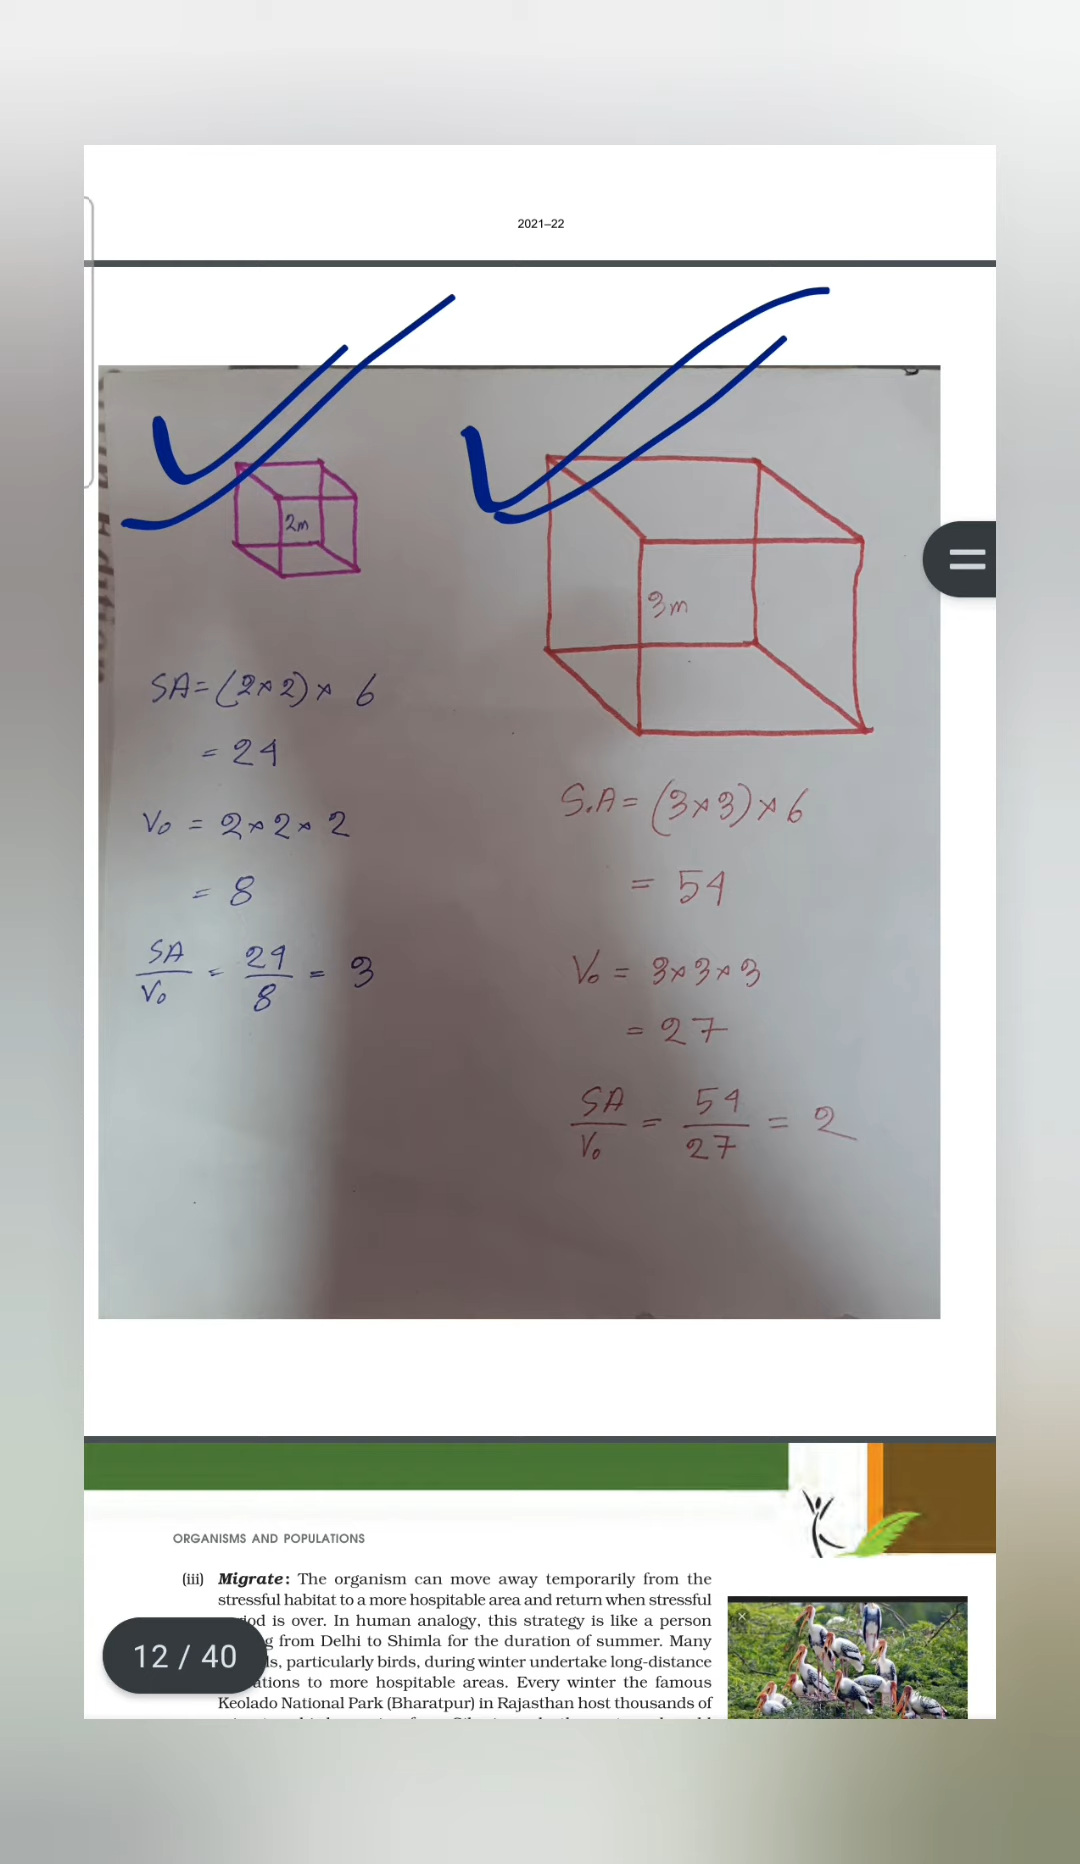 2021–22
2m
SA = (2×2) × 6
= 24
Vo = 2×2×2
= 8
SA/Vo = 24/8 = 3
3m
S.A = (3×3)×6
= 54
Vo = 3×3×3
= 27
SA/Vo = 54/27 = 2
ORGANISMS AND POPULATIONS
(iii) Migrate: The organism can move away temporarily from the
stressful habitat to a more hospitable area and return when stressful
is over. In human analogy, this strategy is like a person
from Delhi to Shimla for the duration of summer. Many
particularly birds, during winter undertake long-distance
to more hospitable areas. Every winter the famous
Keolado National Park (Bharatpur) in Rajasthan host thousands of
12 / 40